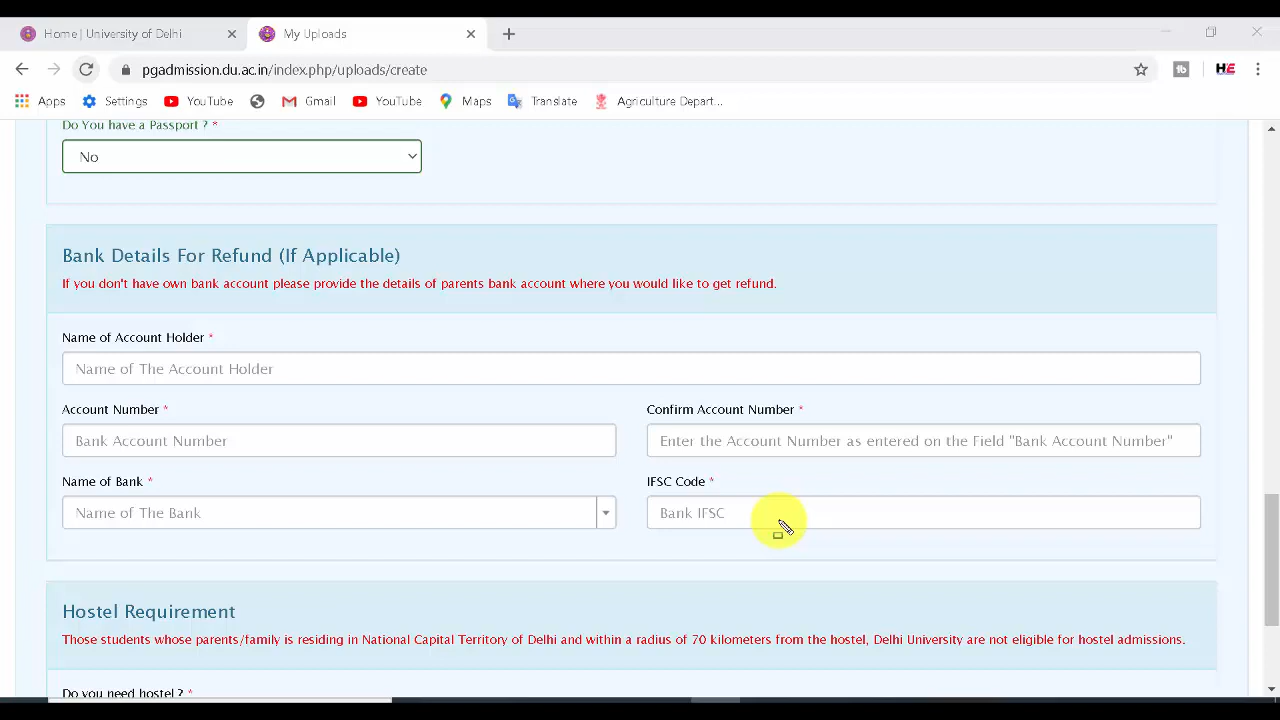 Home | University of Delhi
My Uploads
pgadmission.du.ac.in/index.php/uploads/create
Apps
Settings
YouTube
Gmail
YouTube
Maps
Translate
Agriculture Depart...
Do You have a Passport ? *
No
Bank Details For Refund (If Applicable)
If you don't have own bank account please provide the details of parents bank account where you would like to get refund.
Name of Account Holder *
Name of The Account Holder
Account Number *
Confirm Account Number *
Bank Account Number
Enter the Account Number as entered on the Field "Bank Account Number"
Name of Bank *
IFSC Code *
Name of The Bank
Bank IFSC
Hostel Requirement
Those students whose parents/family is residing in National Capital Territory of Delhi and within a radius of 70 kilometers from the hostel, Delhi University are not eligible for hostel admissions.
Do you need hostel ? *